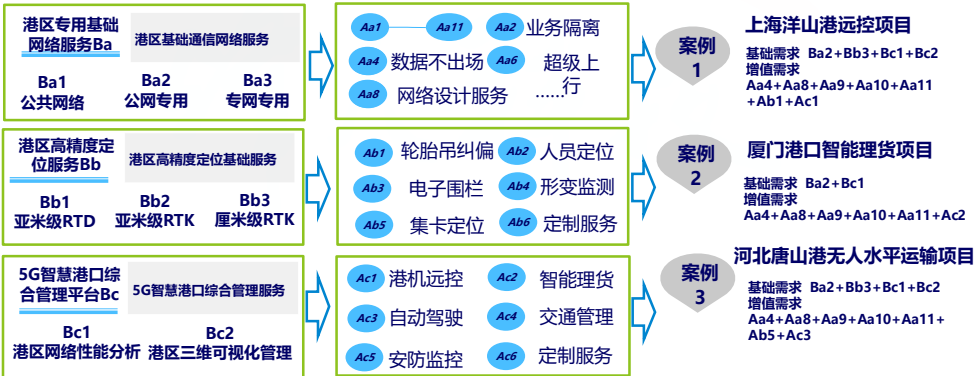 港区专用基础
网络服务Ba
港区基础通信网络服务
Ba1
公共网络
Ba2
公网专用
Ba3
专网专用
Aa1
Aa11
Aa2
业务隔离
Aa4
数据不出场
Aa6
超级上
行
Aa8
网络设计服务
......
案例
1
上海洋山港远控项目
基础需求 Ba2+Bb3+Bc1+Bc2
增值需求
Aa4+Aa8+Aa9+Aa10+Aa11
+Ab1+Ac1
港区高精度定
位服务Bb
港区高精度定位基础服务
Bb1
亚米级RTD
Bb2
亚米级RTK
Bb3
厘米级RTK
Ab1
轮胎吊纠偏
Ab2
人员定位
Ab3
电子围栏
Ab4
形变监测
Ab5
集卡定位
Ab6
定制服务
案例
2
厦门港口智能理货项目
基础需求 Ba2+Bc1
增值需求
Aa4+Aa8+Aa9+Aa10+Aa11+Ac2
5G智慧港口综
合管理平台Bc
5G智慧港口综合管理服务
Bc1
港区网络性能分析
Bc2
港区三维可视化管理
Ac1
港机远控
Ac2
智能理货
Ac3
自动驾驶
Ac4
交通管理
Ac5
安防监控
Ac6
定制服务
案例
3
河北唐山港无人水平运输项目
基础需求 Ba2+Bb3+Bc1+Bc2
增值需求
Aa4+Aa8+Aa9+Aa10+Aa11+
Ab5+Ac3